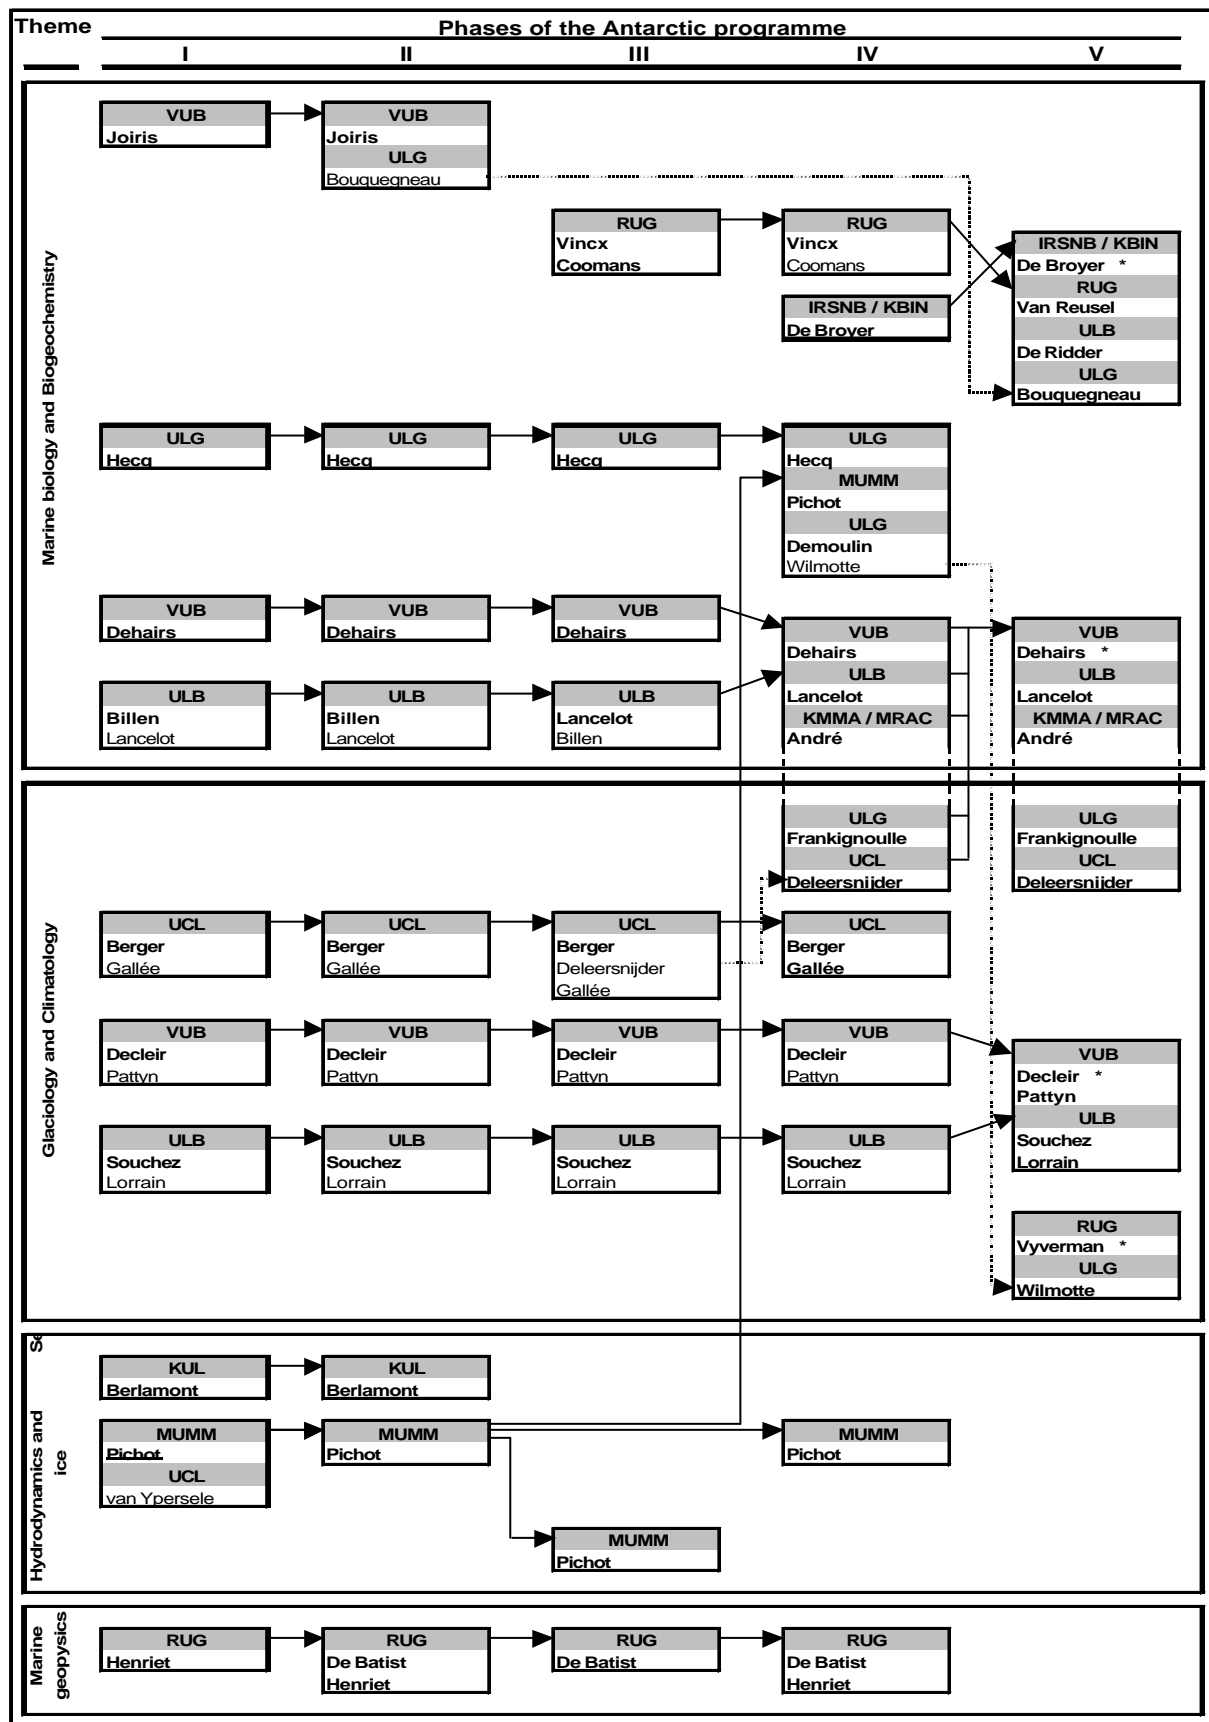 Theme
Phases of the Antarctic programme
I II III IV V
Marine biology and Biogeochemistry
VUB
Joiris
VUB
Joiris
ULG
Bouquegneau
RUG
Vincx
Coomans
RUG
Vincx
Coomans
IRSNB / KBIN
De Broyer
IRSNB / KBIN
De Broyer *
RUG
Van Reusel
ULB
De Ridder
ULG
Bouquegneau
ULG
Hecq
ULG
Hecq
ULG
Hecq
ULG
Hecq
MUMM
Pichot
ULG
Demoulin
Wilmotte
VUB
Dehairs
VUB
Dehairs
VUB
Dehairs
ULB
Billen
Lancelot
ULB
Billen
Lancelot
ULB
Lancelot
Billen
VUB
Dehairs
ULB
Lancelot
KMMA / MRAC
André
VUB
Dehairs *
ULB
Lancelot
KMMA / MRAC
André
Glaciology and Climatology
ULG
Frankignoulle
UCL
Deleersnijder
ULG
Frankignoulle
UCL
Deleersnijder
UCL
Berger
Gallée
UCL
Berger
Gallée
UCL
Berger
Deleersnijder
Gallée
UCL
Berger
Gallée
VUB
Decleir
Pattyn
VUB
Decleir
Pattyn
VUB
Decleir
Pattyn
VUB
Decleir
Pattyn
VUB
Decleir *
Pattyn
ULB
Souchez
Lorrain
ULB
Souchez
Lorrain
ULB
Souchez
Lorrain
ULB
Souchez
Lorrain
ULB
Souchez
Lorrain
RUG
Vyverman *
ULG
Wilmotte
Hydrodynamics and Se
ice
KUL
Berlamont
KUL
Berlamont
MUMM
Pichot
UCL
van Ypersele
MUMM
Pichot
MUMM
Pichot
MUMM
Pichot
Marine
geopysics
RUG
Henriet
RUG
De Batist
Henriet
RUG
De Batist
RUG
De Batist
Henriet